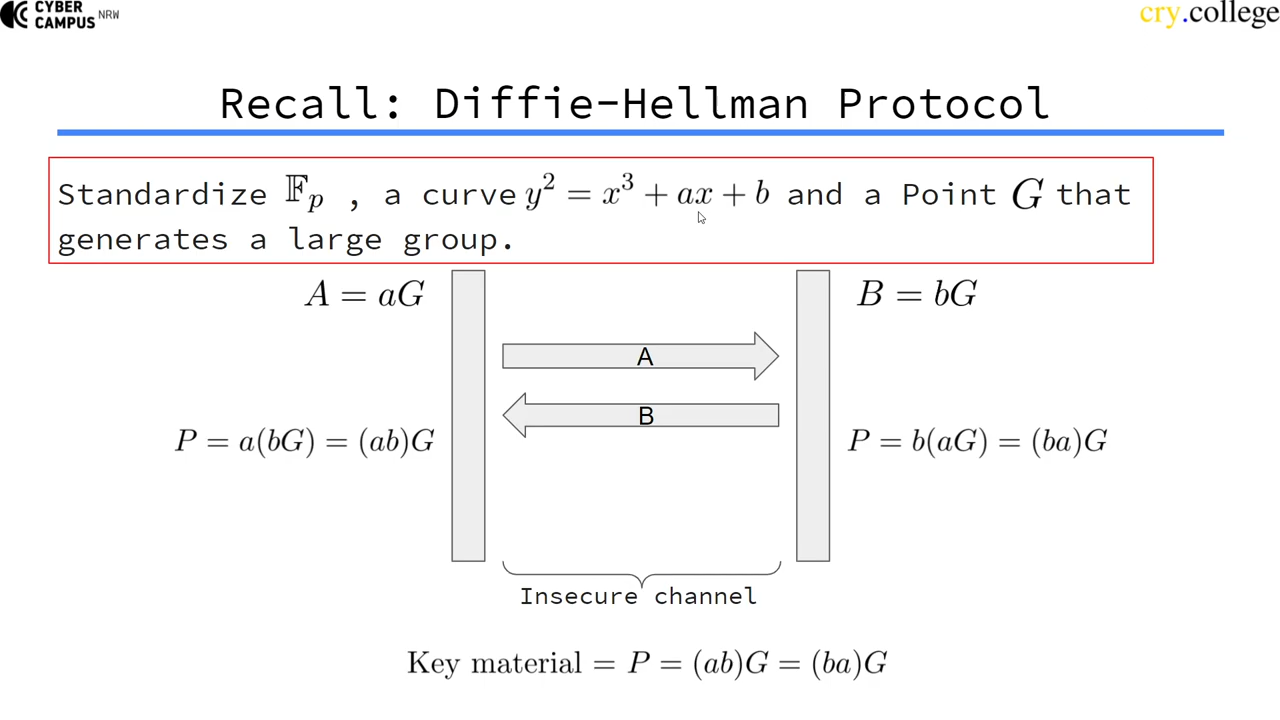 CYBER
CAMPUS NRW
cry.college
Recall: Diffie-Hellman Protocol
Standardize 𝔽ₚ , a curve y² = x³ + ax + b and a Point G that
generates a large group.
A = aG
B = bG
A
B
P = a(bG) = (ab)G
P = b(aG) = (ba)G
Insecure channel
Key material = P = (ab)G = (ba)G